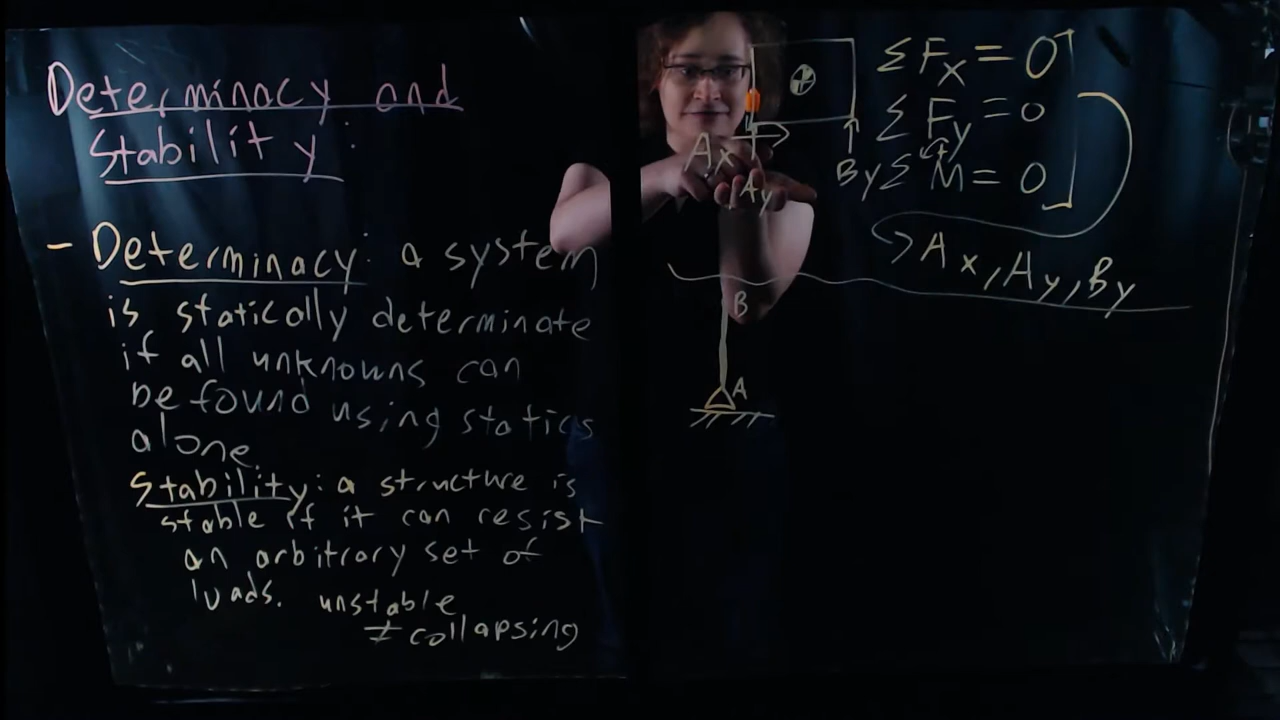 Determinacy and
Stability:
- Determinacy: a system
is statically determinate
if all unknowns can
be found using statics
alone.
Stability: a structure is
stable if it can resist
an arbitrary set of
loads. unstable
≠ collapsing
Ax
Ay
By
ΣFx = 0
ΣFy = 0
ΣM = 0
Ax, Ay, By
B
A